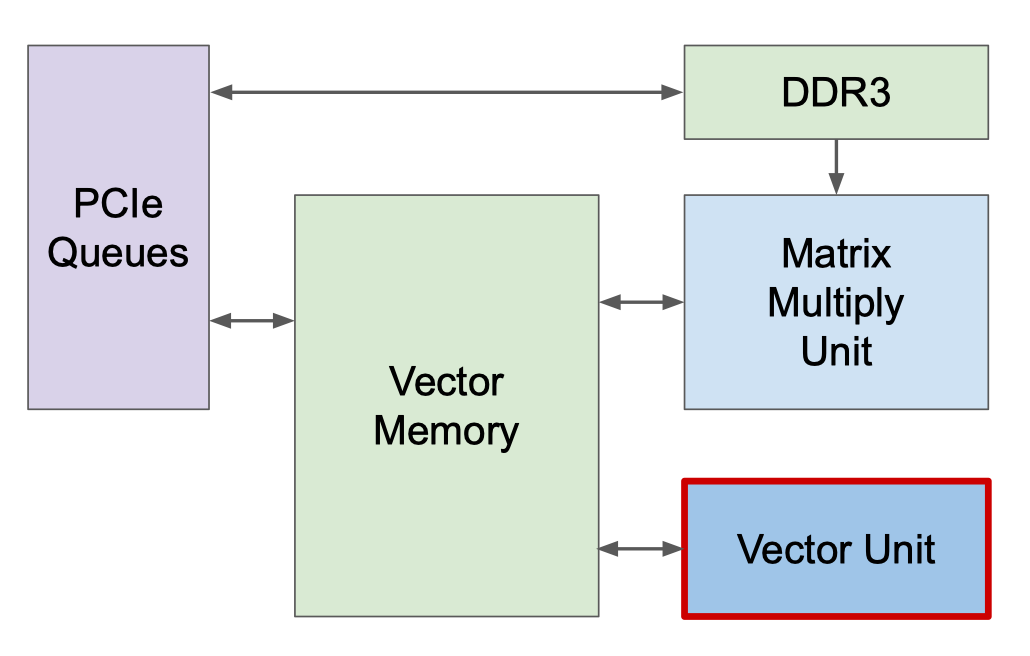 PCIe
Queues
DDR3
Matrix
Multiply
Unit
Vector
Memory
Vector Unit